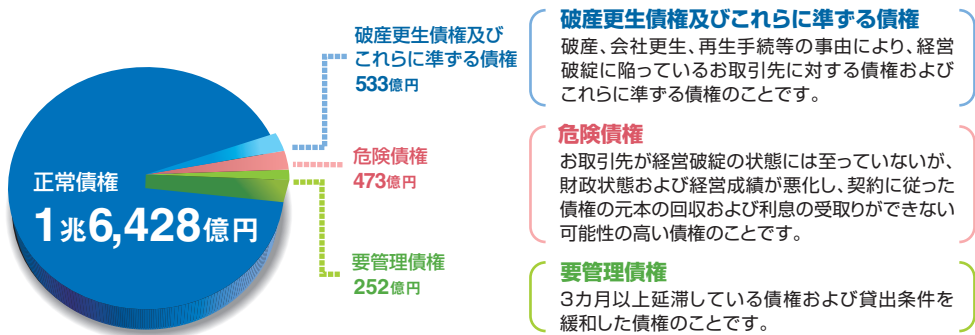 正常債権
1兆6,428億円
破産更生債権及び
これらに準ずる債権
533億円
危険債権
473億円
要管理債権
252億円
破産更生債権及びこれらに準ずる債権
破産、会社更生、再生手続等の事由により、経営
破綻に陥っているお取引先に対する債権および
これらに準ずる債権のことです。
危険債権
お取引先が経営破綻の状態には至っていないが、
財政状態および経営成績が悪化し、契約に従った
債権の元本の回収および利息の受取りができない
可能性の高い債権のことです。
要管理債権
3カ月以上延滞している債権および貸出条件を
緩和した債権のことです。